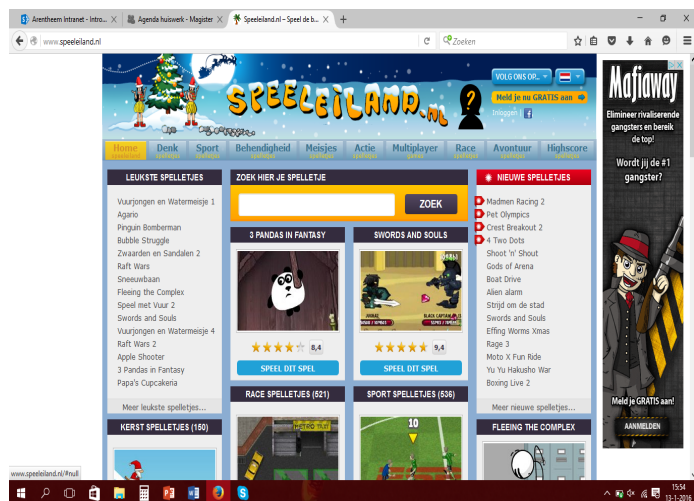 Arentheem Intranet - Intro...
Agenda huiswerk - Magister
Speeleiland.nl – Speel de b...
www.speeleiland.nl
Zoeken
SPEELEILAND.NL
VOLG ONS OP..
Meld je nu GRATIS aan
Inloggen
Home
Denk
Sport
Behendigheid
Meisjes
Actie
Multiplayer
Race
Avontuur
Highscore
LEUKSTE SPELLETJES
Vuurjongen en Watermeisje 1
Agario
Pinguin Bomberman
Bubble Struggle
Zwaarden en Sandalen 2
Raft Wars
Sneeuwbaan
Fleeing the Complex
Speel met Vuur 2
Swords and Souls
Vuurjongen en Watermeisje 4
Raft Wars 2
Apple Shooter
3 Pandas in Fantasy
Papa's Cupcakeria
Meer leukste spelletjes...
KERST SPELLETJES (150)
ZOEK HIER JE SPELLETJE
ZOEK
3 PANDAS IN FANTASY
8,4
SPEEL DIT SPEL
SWORDS AND SOULS
9,4
SPEEL DIT SPEL
RACE SPELLETJES (521)
METRO TAXI
SPORT SPELLETJES (536)
10
NIEUWE SPELLETJES
Madmen Racing 2
Pet Olympics
Crest Breakout 2
4 Two Dots
Shoot 'n' Shout
Gods of Arena
Boat Drive
Alien alarm
Strijd om de stad
Swords and Souls
Effing Worms Xmas
Rage 3
Moto X Fun Ride
Yu Yu Hakusho War
Boxing Live 2
Meer nieuwe spelletjes...
FLEEING THE COMPLEX
Mafiaway
Elimineer rivaliserende
gangsters en bereik
de top!
Wordt jij de #1
gangster?
Meld je GRATIS aan!
AANMELDEN
www.speeleiland.nl/#null
15:54
13-1-2016